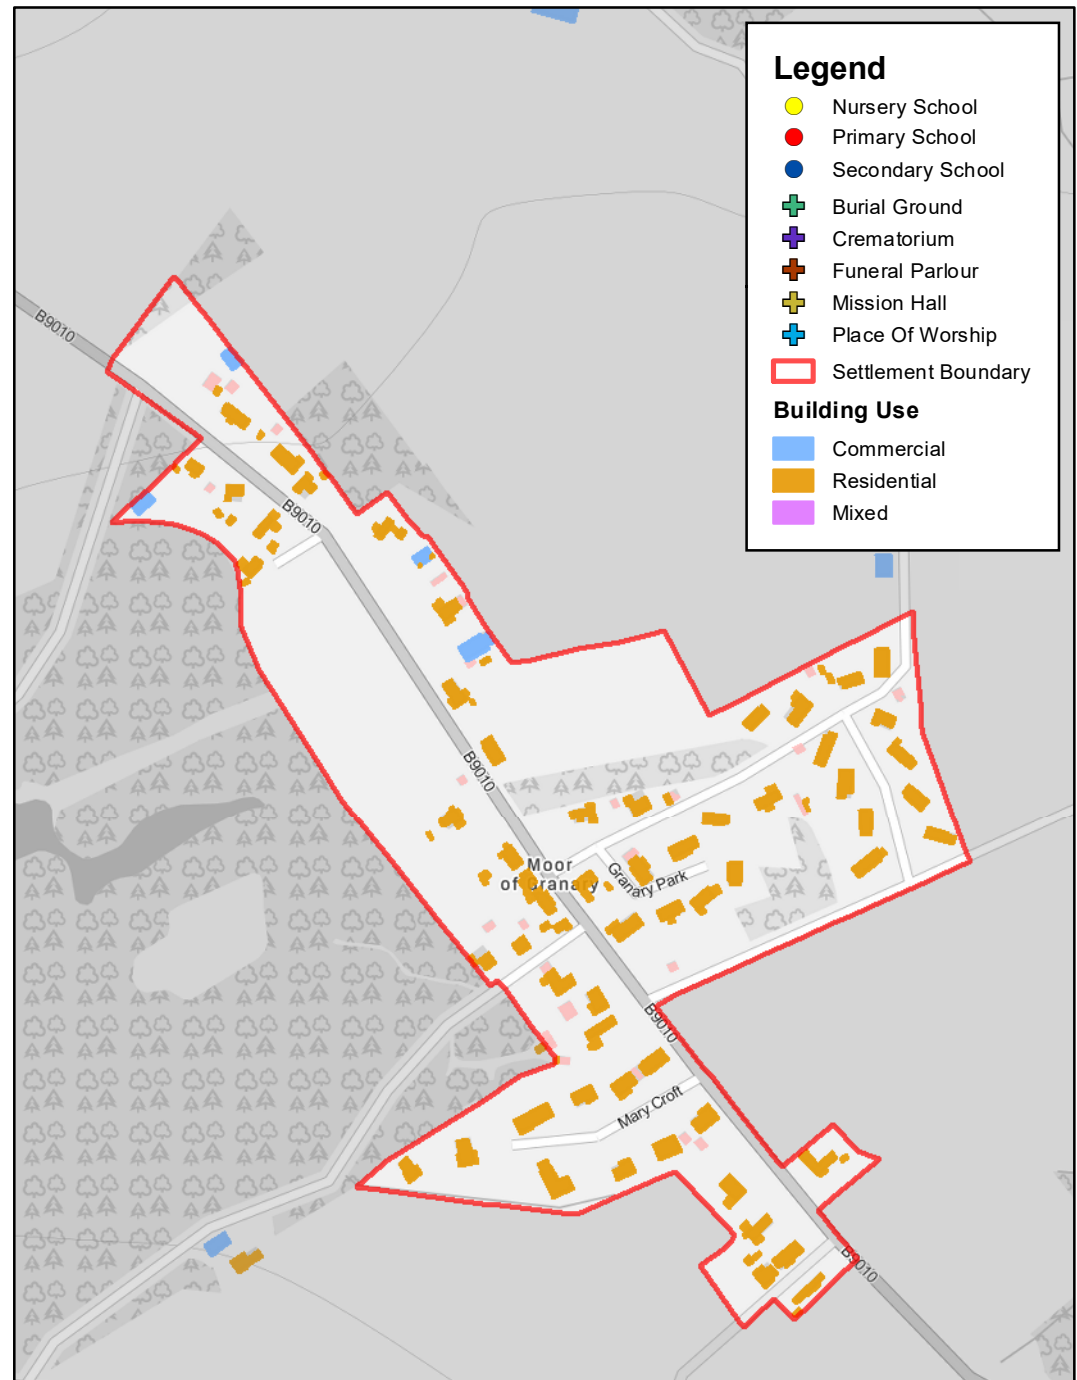 Legend
Nursery School
Primary School
Secondary School
Burial Ground
Crematorium
Funeral Parlour
Mission Hall
Place Of Worship
Settlement Boundary
Building Use
Commercial
Residential
Mixed
B9010
B9010
B9010
Moor
of Granary
Granary Park
B9010
Mary Croft
B9010